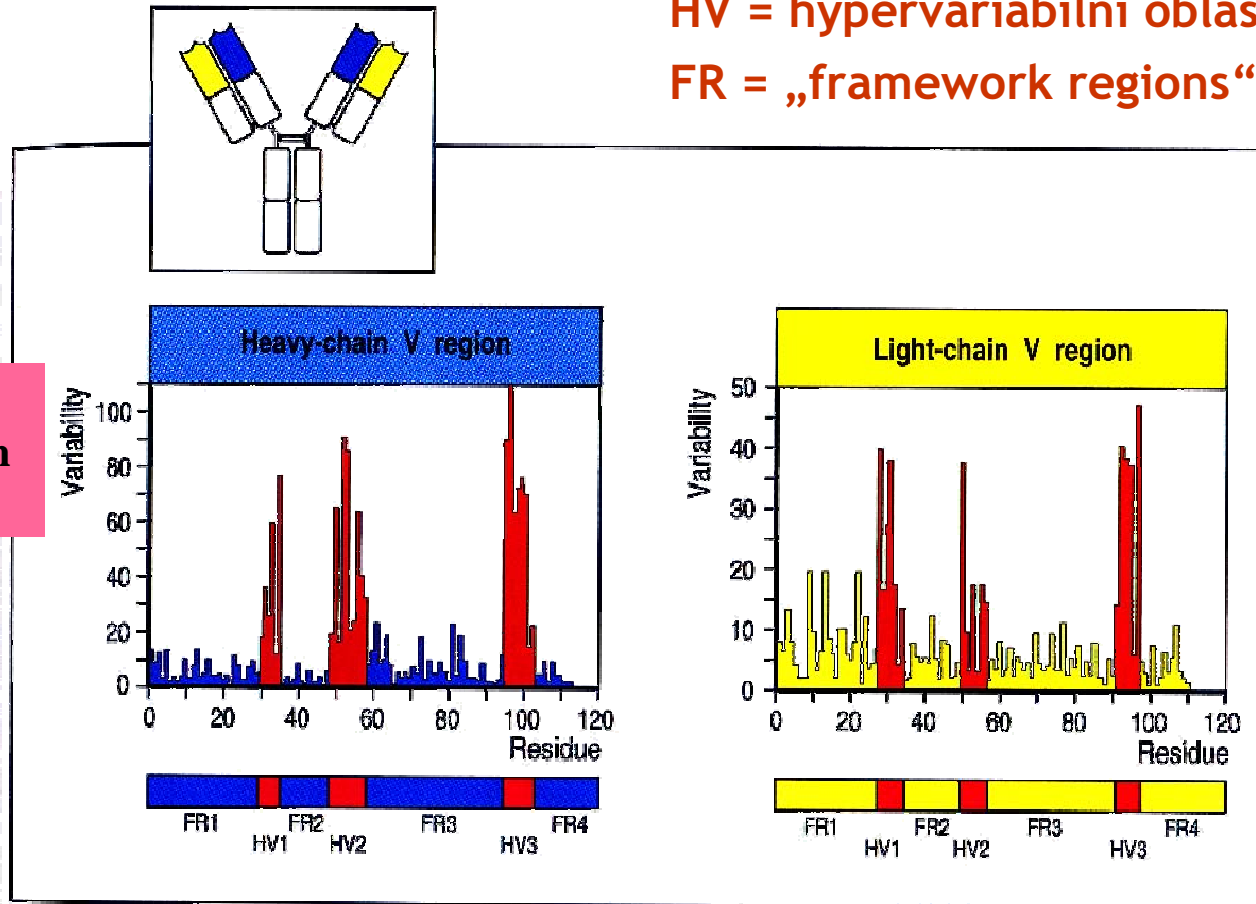 HV = hypervariabilní oblas
FR = „framework regions“
n
Heavy-chain V region
Variability
100
80
60
40
20
0
0 20 40 60 80 100 120
Residue
FR1 FR2 FR3 FR4
HV1 HV2 HV3
Light-chain V region
Variability
50
40
30
20
10
0
0 20 40 60 80 100 120
Residue
FR1 FR2 FR3 FR4
HV1 HV2 HV3